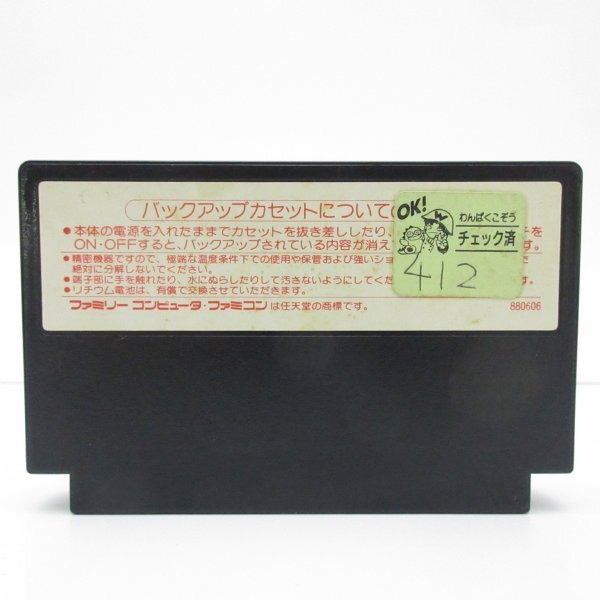 バックアップカセットについて
●本体の電源を入れたままでカセットを抜き差ししたり、
ON・OFFすると、バックアップされている内容が消え
す。
●精密機器ですので、極端な温度条件下での使用や保管および強いショ
絶対に分解しないでください。
●端子部に手を触れたり、水にぬらしたりして汚さないようにしてくだ
●リチウム電池は、有償で交換させていただきます。
ファミリー コンピュータ・ファミコンは任天堂の商標です。
880606
OK!
わんぱくこぞう
チェック済
412